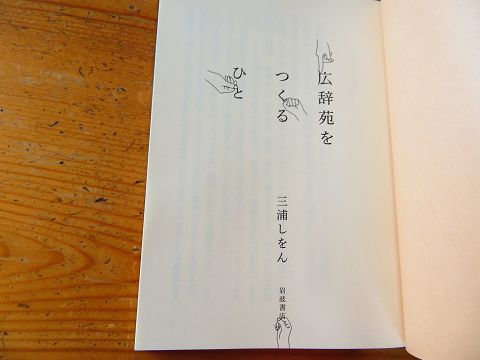 広辞苑を
つくる
ひと
三浦しをん
岩波書店